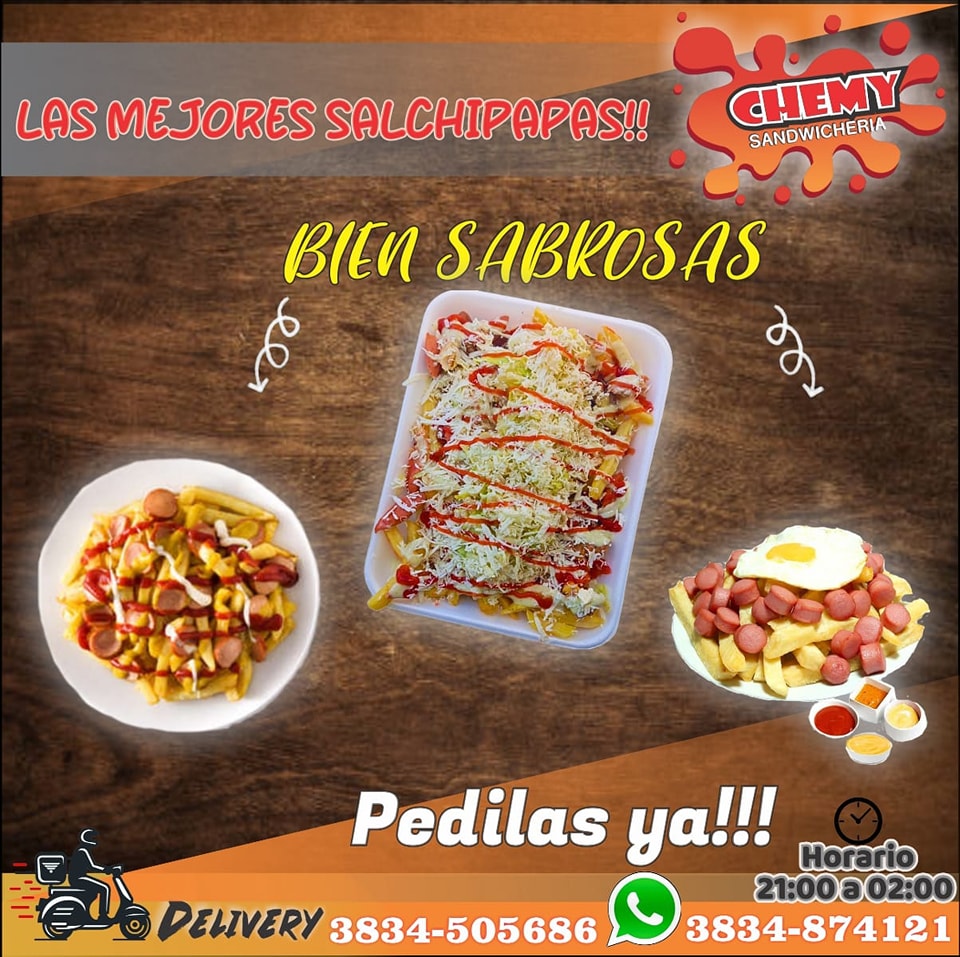 LAS MEJORES SALCHIPAPAS!!
CHEMY
SANDWICHERIA
BIEN SABROSAS
Pedilas ya!!!
Horario
21:00 a 02:00
DELIVERY 3834-505686 3834-874121